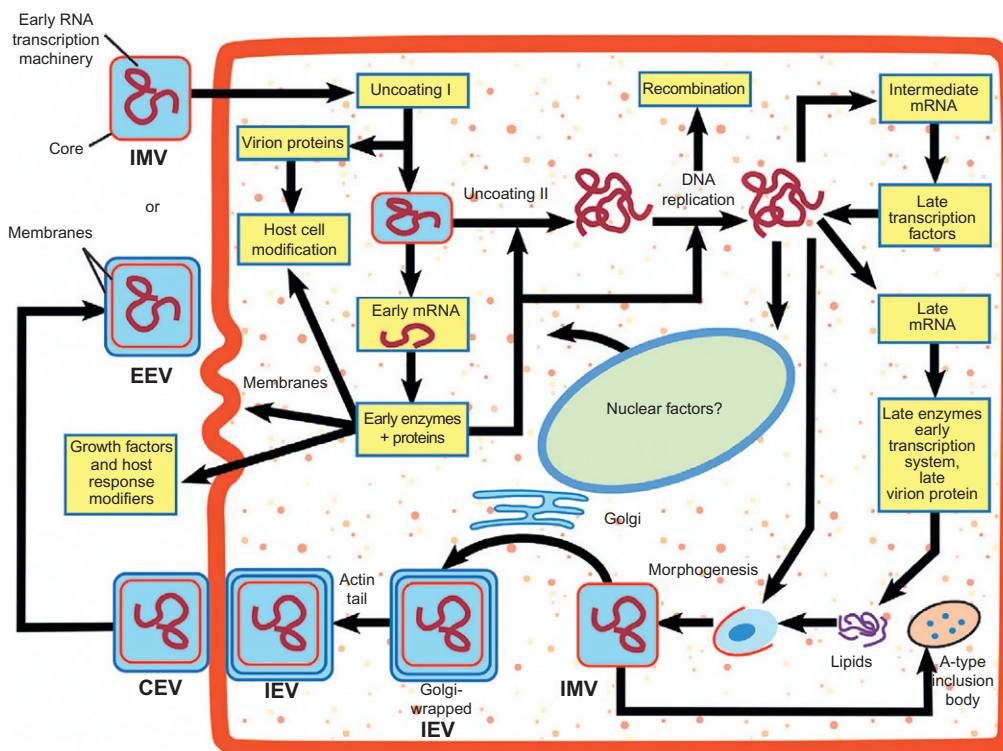 Early RNA
transcription
machinery
Core
IMV
or
Membranes
EEV
Uncoating I
Virion proteins
Host cell
modification
Uncoating II
Early mRNA
Early enzymes
+ proteins
Membranes
Growth factors
and host
response
modifiers
Recombination
DNA
replication
Intermediate
mRNA
Late
transcription
factors
Late
mRNA
Late enzymes
early
transcription
system,
late
virion protein
Nuclear factors?
Golgi
Morphogenesis
Lipids
A-type
inclusion
body
IMV
Actin
tail
Golgi-
wrapped
IEV
IEV
CEV